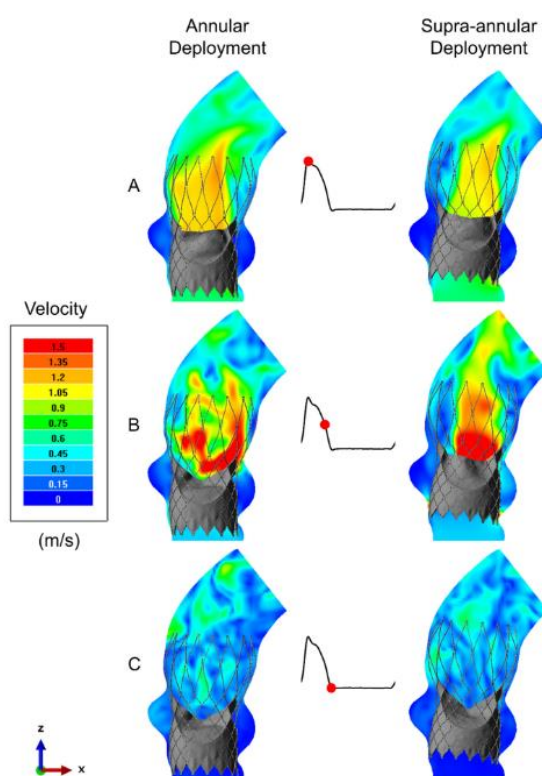 Annular
Deployment
Supra-annular
Deployment
A
Velocity
1.5
1.35
1.2
1.05
0.9
0.75
0.6
0.45
0.3
0.15
0
(m/s)
B
C
z
x